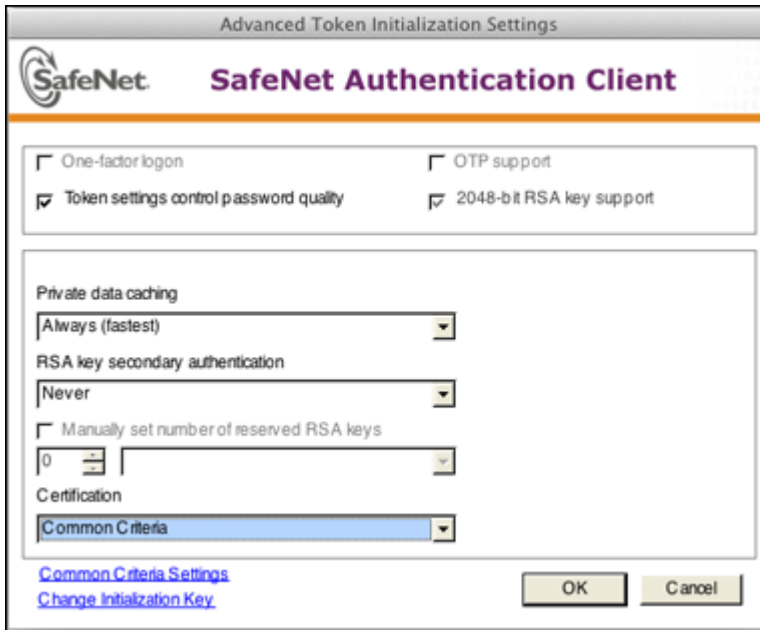 Advanced Token Initialization Settings
SafeNet. SafeNet Authentication Client
One-factor logon OTP support
Token settings control password quality 2048-bit RSA key support
Private data caching
Always (fastest)
RSA key secondary authentication
Never
Manually set number of reserved RSA keys
0
Certification
Common Criteria
Common Criteria Settings
Change Initialization Key
OK Cancel